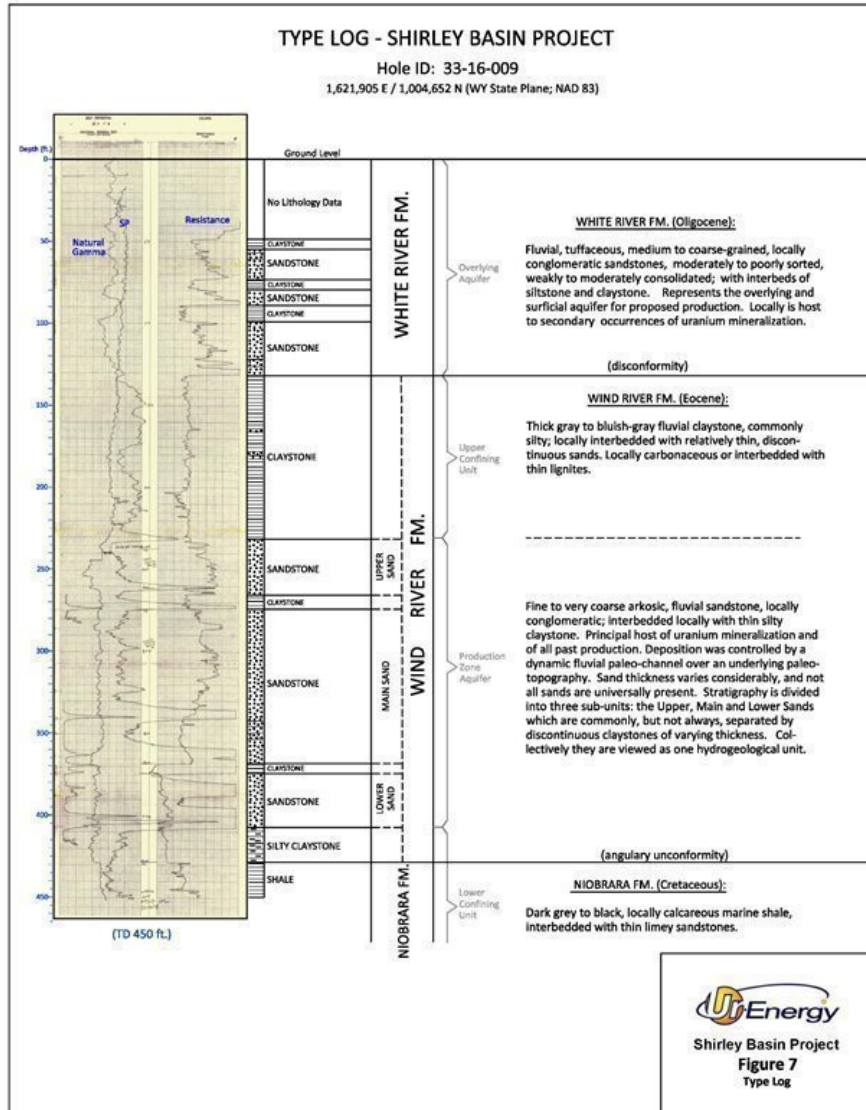 TYPE LOG - SHIRLEY BASIN PROJECT
Hole ID: 33-16-009
1,621,905 E / 1,004,652 N (WY State Plane; NAD 83)
Depth (ft.)
0
50
100
150
200
250
300
350
400
450
Natural
Gamma
SP
Resistance
(TD 450 ft.)
Ground Level
No Lithology Data
CLAYSTONE
SANDSTONE
CLAYSTONE
SANDSTONE
CLAYSTONE
SANDSTONE
CLAYSTONE
SANDSTONE
CLAYSTONE
SANDSTONE
CLAYSTONE
SANDSTONE
SILTY CLAYSTONE
SHALE
UPPER
SAND
MAIN SAND
LOWER
SAND
WHITE RIVER FM.
WIND RIVER FM.
NIOBRARA FM.
Overlying
Aquifer
Upper
Confining
Unit
Production
Zone
Aquifer
Lower
Confining
Unit
WHITE RIVER FM. (Oligocene):
Fluvial, tuffaceous, medium to coarse-grained, locally
conglomeratic sandstones, moderately to poorly sorted,
weakly to moderately consolidated; with interbeds of
siltstone and claystone. Represents the overlying and
surficial aquifer for proposed production. Locally is host
to secondary occurrences of uranium mineralization.
(disconformity)
WIND RIVER FM. (Eocene):
Thick gray to bluish-gray fluvial claystone, commonly
silty; locally interbedded with relatively thin, discon-
tinuous sands. Locally carbonaceous or interbedded with
thin lignites.
Fine to very coarse arkosic, fluvial sandstone, locally
conglomeratic; interbedded locally with thin silty
claystone. Principal host of uranium mineralization and
of all past production. Deposition was controlled by a
dynamic fluvial paleo-channel over an underlying paleo-
topography. Sand thickness varies considerably, and not
all sands are universally present. Stratigraphy is divided
into three sub-units: the Upper, Main and Lower Sands
which are commonly, but not always, separated by
discontinuous claystones of varying thickness. Col-
lectively they are viewed as one hydrogeological unit.
(angulary unconformity)
NIOBRARA FM. (Cretaceous):
Dark grey to black, locally calcareous marine shale,
interbedded with thin limey sandstones.
Ur Energy
Shirley Basin Project
Figure 7
Type Log